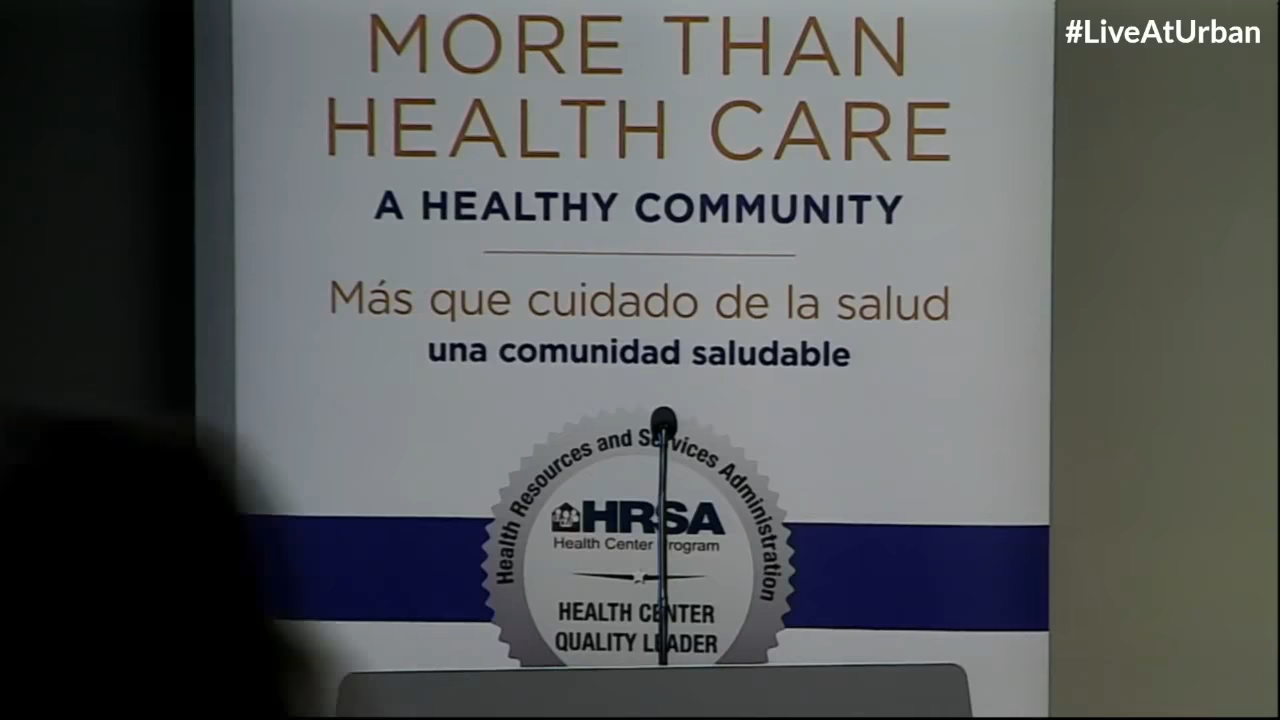 #LiveAtUrban
MORE THAN
HEALTH CARE
A HEALTHY COMMUNITY
Más que cuidado de la salud
una comunidad saludable
Health Resources and Services Administration
HRSA
Health Center Program
HEALTH CENTER
QUALITY LEADER